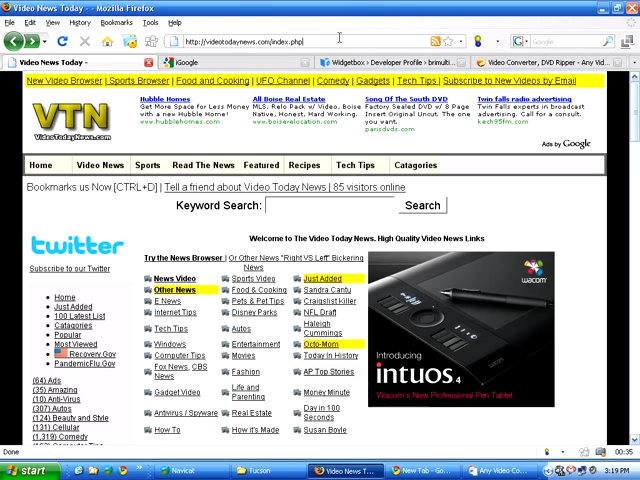 Video News Today - - Mozilla Firefox
File Edit View History Bookmarks Tools Help
http://videotodaynews.com/index.php
Google
Video News Today -
iGoogle
Widgetbox › Developer Profile › brimulti
Video Converter, DVD Ripper - Any Vid
New Video Browser | Sports Browser | Food and Cooking | UFO Channel | Comedy | Gadgets | Tech Tips | Subscribe to New Videos by Email
VTN
VideoTodayNews.com
Hubble Homes
Get More Space for Less Money with a new Hubble Home!
www.hubblehomes.com
All Boise Real Estate
MLS, Relo Pack w/ Video, Boise Native, Honest, Hard Working.
www.boiserelocation.com
Song Of The South DVD
Factory Sealed DVD w/ 8 Page Insert Original Uncut. The one you want.
parisdvds.com
Twin falls radio advertising
Twin Falls experts in broadcast advertising. Call for a consult.
kech95fm.com
Ads by Google
Home Video News Sports Read The News Featured Recipes Tech Tips Catagories
Bookmarks us Now [CTRL+D] | Tell a friend about Video Today News | 85 visitors online
Keyword Search: Search
twitter
Subscribe to our Twitter
Home
Just Added
100 Latest List
Catagories
Popular
Most Viewed
Recovery.Gov
PandemicFlu.Gov
(64) Ads
(35) Amazing
(10) Anti-Virus
(307) Autos
(124) Beauty and Style
(131) Cellular
(1,319) Comedy
Welcome to The Video Today News. High Quality Video News Links
Try the News Browser | Or Other News "Right VS Left" Bickering News
News Video Sports Video Just Added
Other News Food & Cooking Sandra Cantu
E News Pets & Pet Tips Craigslist Killer
Internet Tips Disney Parks NFL Draft
Tech Tips Autos Haleigh Cummings
Windows Entertainment Octo-Mom
Computer Tips Movies Today In History
Fox News, CBS News Fashion AP Top Stories
Gadget Video Life and Parenting Money Minute
Antivirus / Spyware Real Estate Day in 100 Seconds
How To How it's Made Susan Boyle
wacom
Introducing
intuos4
Wacom's New Professional Pen Tablet
Done
00:35
start
Navicat
Tucson
Video News T...
New Tab - Go...
Any Video Co...
3:19 PM